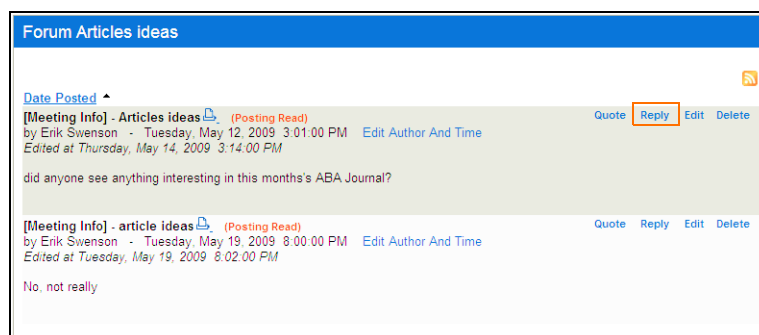 Forum Articles ideas
Date Posted
[Meeting Info] - Articles ideas (Posting Read) Quote Reply Edit Delete
by Erik Swenson - Tuesday, May 12, 2009 3:01:00 PM Edit Author And Time
Edited at Thursday, May 14, 2009 3:14:00 PM
did anyone see anything interesting in this months's ABA Journal?
[Meeting Info] - article ideas (Posting Read) Quote Reply Edit Delete
by Erik Swenson - Tuesday, May 19, 2009 8:00:00 PM Edit Author And Time
Edited at Tuesday, May 19, 2009 8:02:00 PM
No, not really